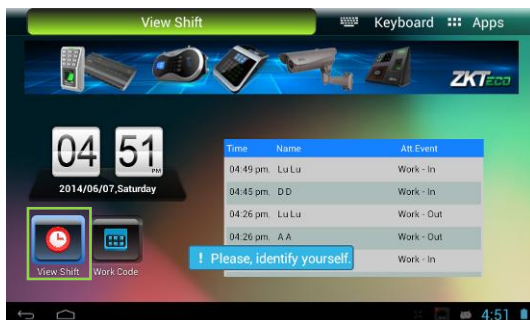 View Shift
Keyboard Apps
ZKTeco
04 51
PM
2014/06/07,Saturday
Time Name Att.Event
04:49 pm. Lu Lu Work - In
04:45 pm. D D Work - In
04:26 pm. Lu Lu Work - Out
04:26 pm. A A Work - Out
! Please, identify yourself.
Work - In
View Shift Work Code
4:51